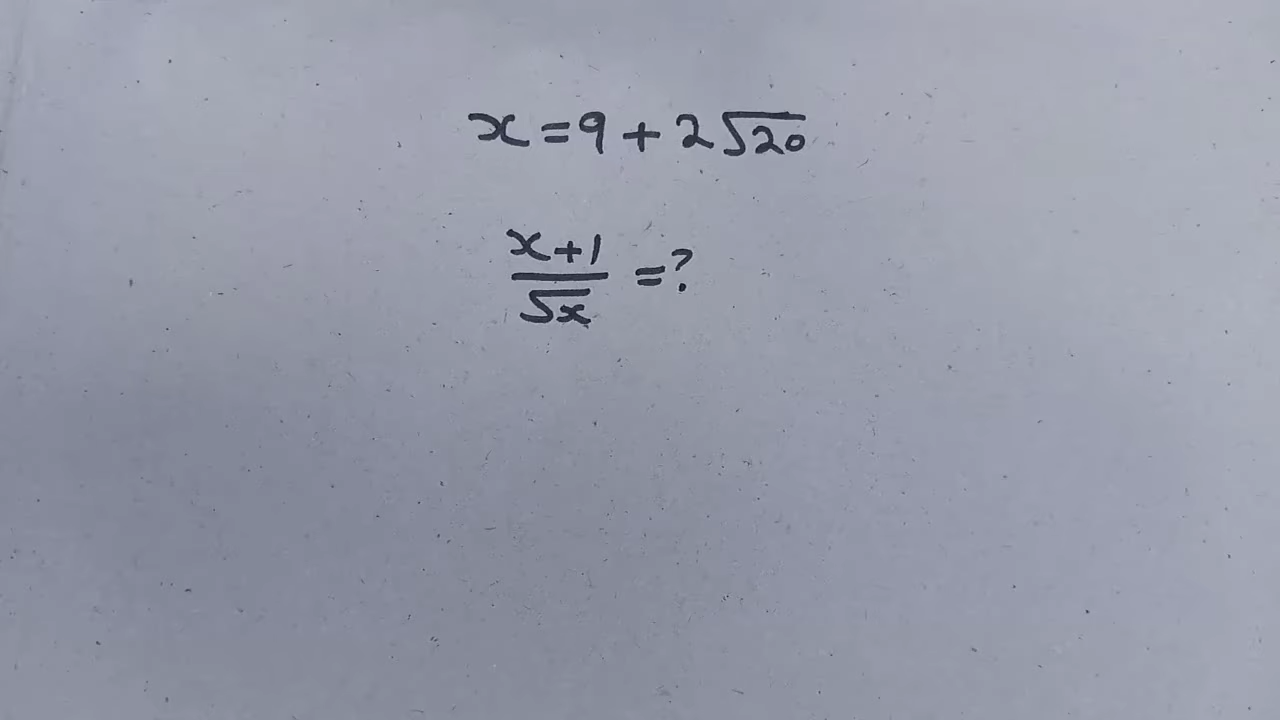 x = 9 + 2√20
x+1/√x = ?